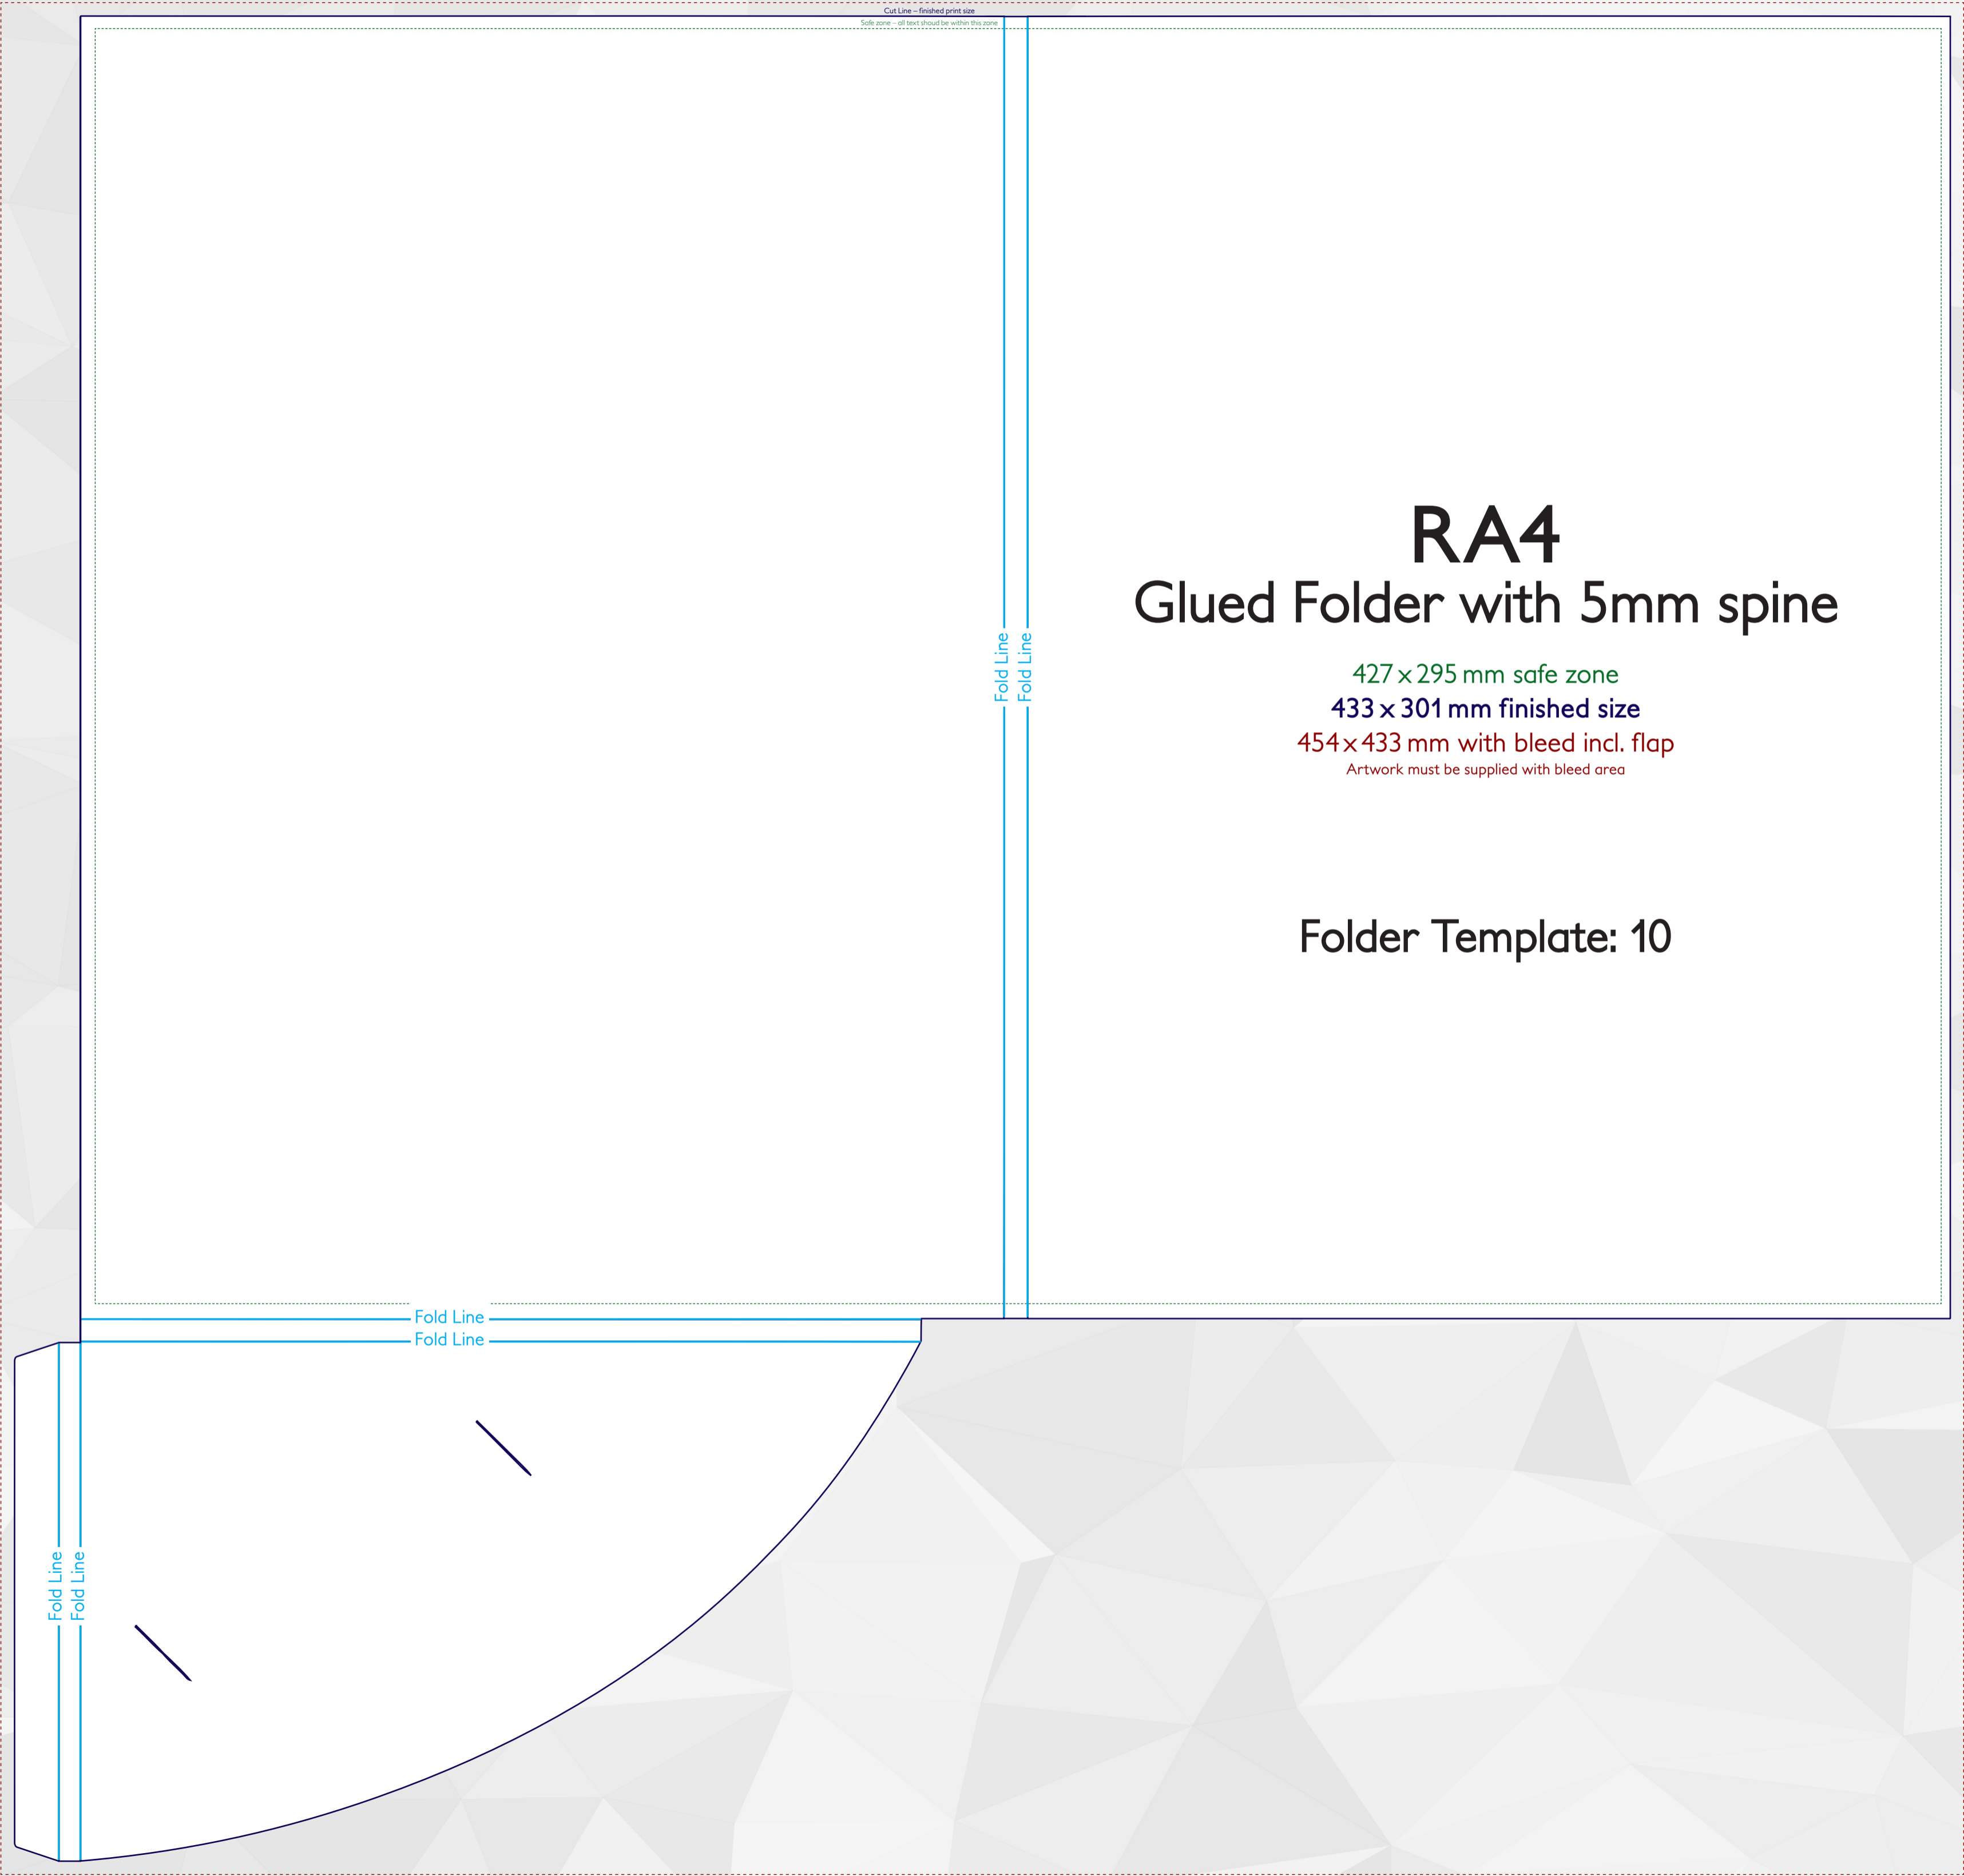 Cut Line – finished print size
Safe zone – all text shoud be within this zone
RA4
Glued Folder with 5mm spine
Fold Line
Fold Line
427 x 295 mm safe zone
433 x 301 mm finished size
454 x 433 mm with bleed incl. flap
Artwork must be supplied with bleed area
Folder Template: 10
Fold Line
Fold Line
Fold Line
Fold Line